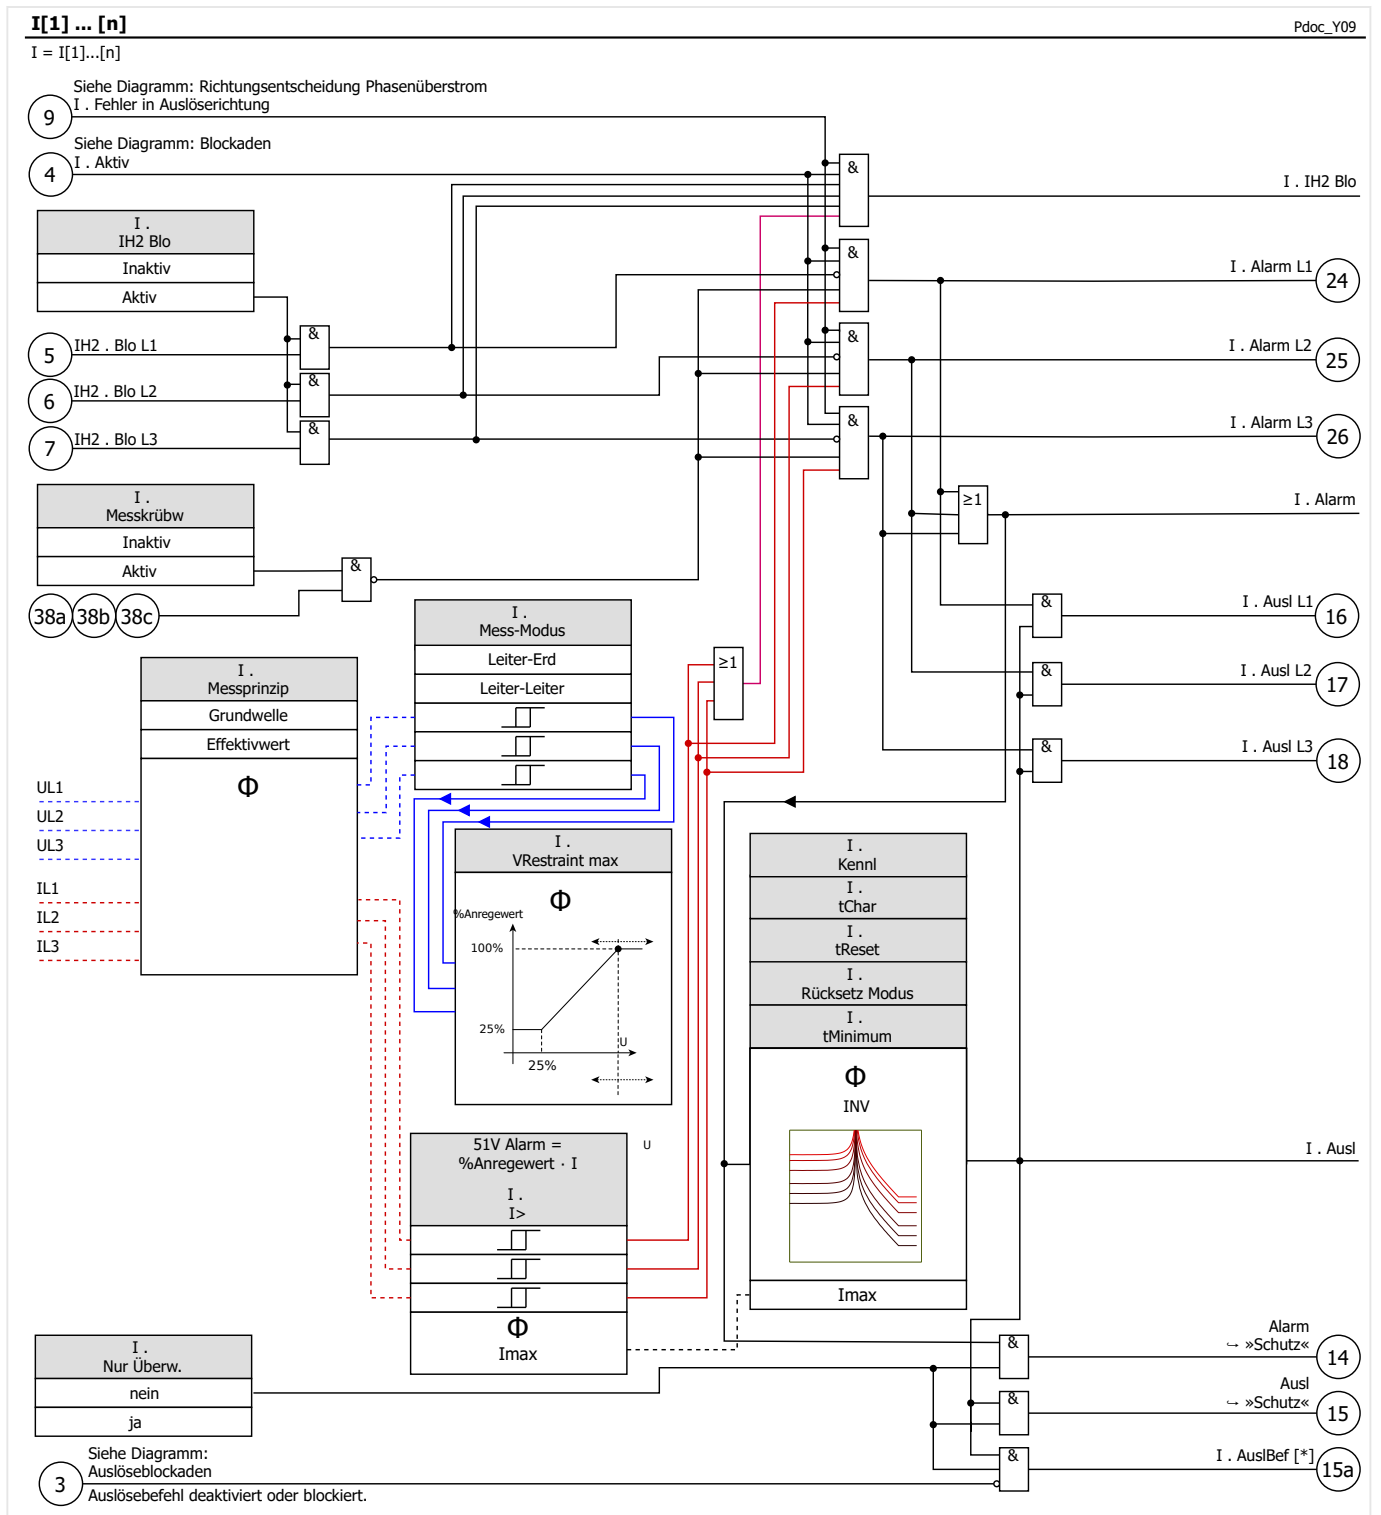 I[1] ... [n]
Pdoc_Y09
I = I[1]...[n]
Siehe Diagramm: Richtungsentscheidung Phasenüberstrom
I . Fehler in Auslöserichtung
9
Siehe Diagramm: Blockaden
I . Aktiv
4
&
I . IH2 Blo
I .
IH2 Blo
Inaktiv
Aktiv
&
I . Alarm L1
24
5
IH2 . Blo L1
&
&
I . Alarm L2
25
6
IH2 . Blo L2
&
7
IH2 . Blo L3
&
&
I . Alarm L3
26
I .
Messkrübw
Inaktiv
Aktiv
&
≥1
I . Alarm
38a
38b
38c
I .
Mess-Modus
Leiter-Erd
Leiter-Leiter
&
I . Ausl L1
16
≥1
&
I . Ausl L2
17
&
I . Ausl L3
18
I .
Messprinzip
Grundwelle
Effektivwert
Φ
UL1
UL2
UL3
IL1
IL2
IL3
I .
VRestraint max
Φ
%Anregewert
100%
25%
U
25%
I .
Kennl
I .
tChar
I .
tReset
I .
Rücksetz Modus
I .
tMinimum
Φ
INV
Imax
I . Ausl
51V Alarm =
%Anregewert · I
U
I .
I>
Φ
Imax
I .
Nur Überw.
nein
ja
&
Alarm
↪ »Schutz«
14
&
Ausl
↪ »Schutz«
15
&
I . AuslBef [*]
15a
Siehe Diagramm:
Auslöseblockaden
3
Auslösebefehl deaktiviert oder blockiert.